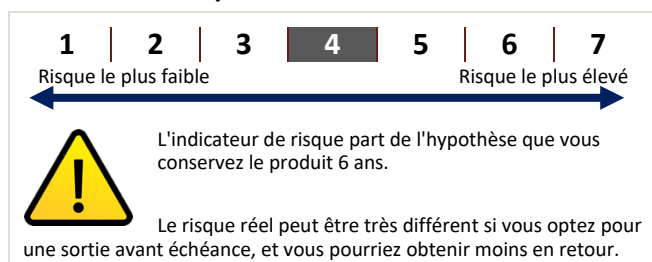 1 2 3 4 5 6 7
Risque le plus faible Risque le plus élevé
L'indicateur de risque part de l'hypothèse que vous
conservez le produit 6 ans.
Le risque réel peut être très différent si vous optez pour
une sortie avant échéance, et vous pourriez obtenir moins en retour.